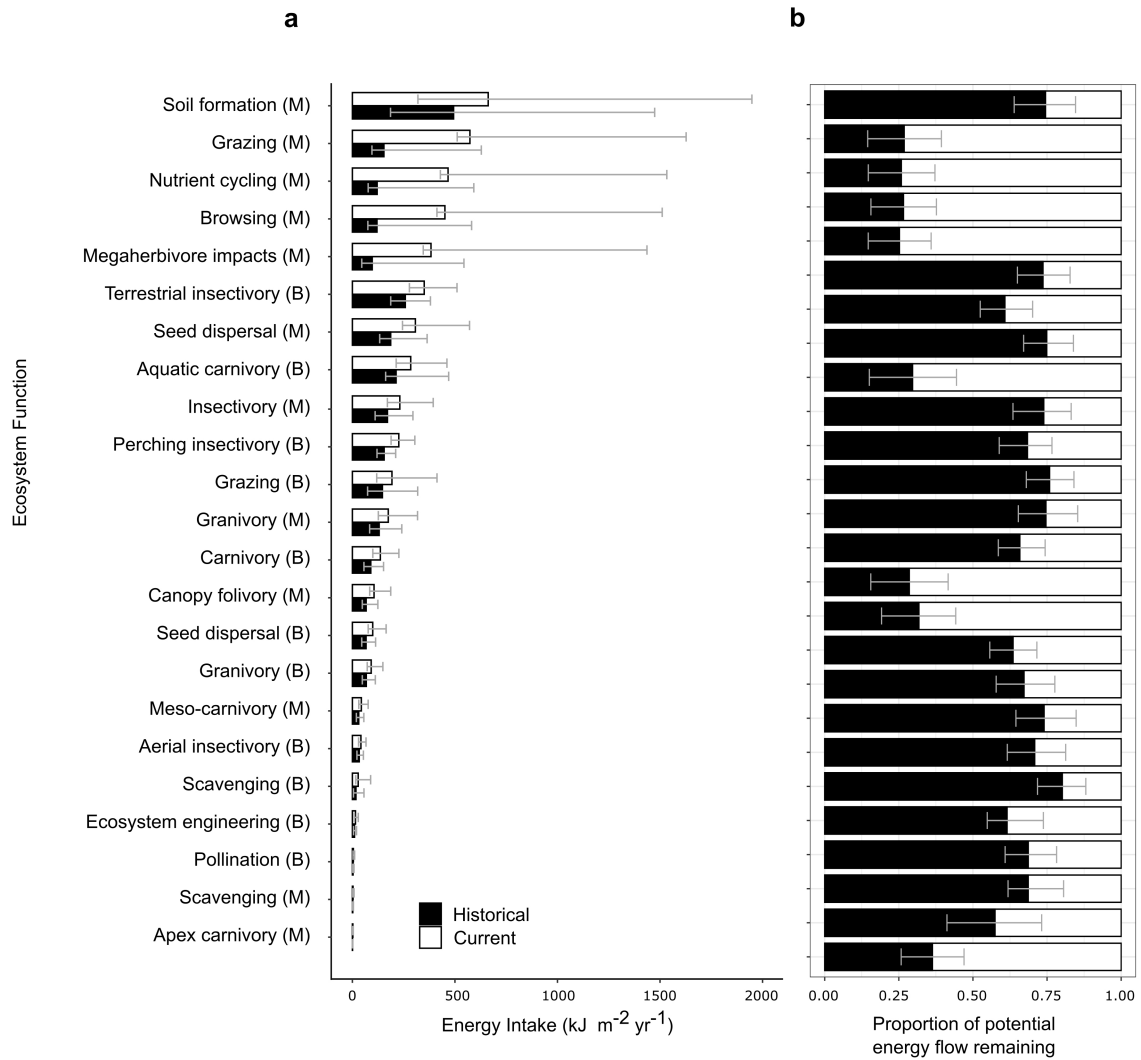 a
b
Ecosystem Function
Soil formation (M)
Grazing (M)
Nutrient cycling (M)
Browsing (M)
Megaherbivore impacts (M)
Terrestrial insectivory (B)
Seed dispersal (M)
Aquatic carnivory (B)
Insectivory (M)
Perching insectivory (B)
Grazing (B)
Granivory (M)
Carnivory (B)
Canopy folivory (M)
Seed dispersal (B)
Granivory (B)
Meso-carnivory (M)
Aerial insectivory (B)
Scavenging (B)
Ecosystem engineering (B)
Pollination (B)
Scavenging (M)
Apex carnivory (M)
Historical
Current
0 500 1000 1500 2000
Energy Intake (kJ m-2 yr-1)
0.00 0.25 0.50 0.75 1.00
Proportion of potential
energy flow remaining